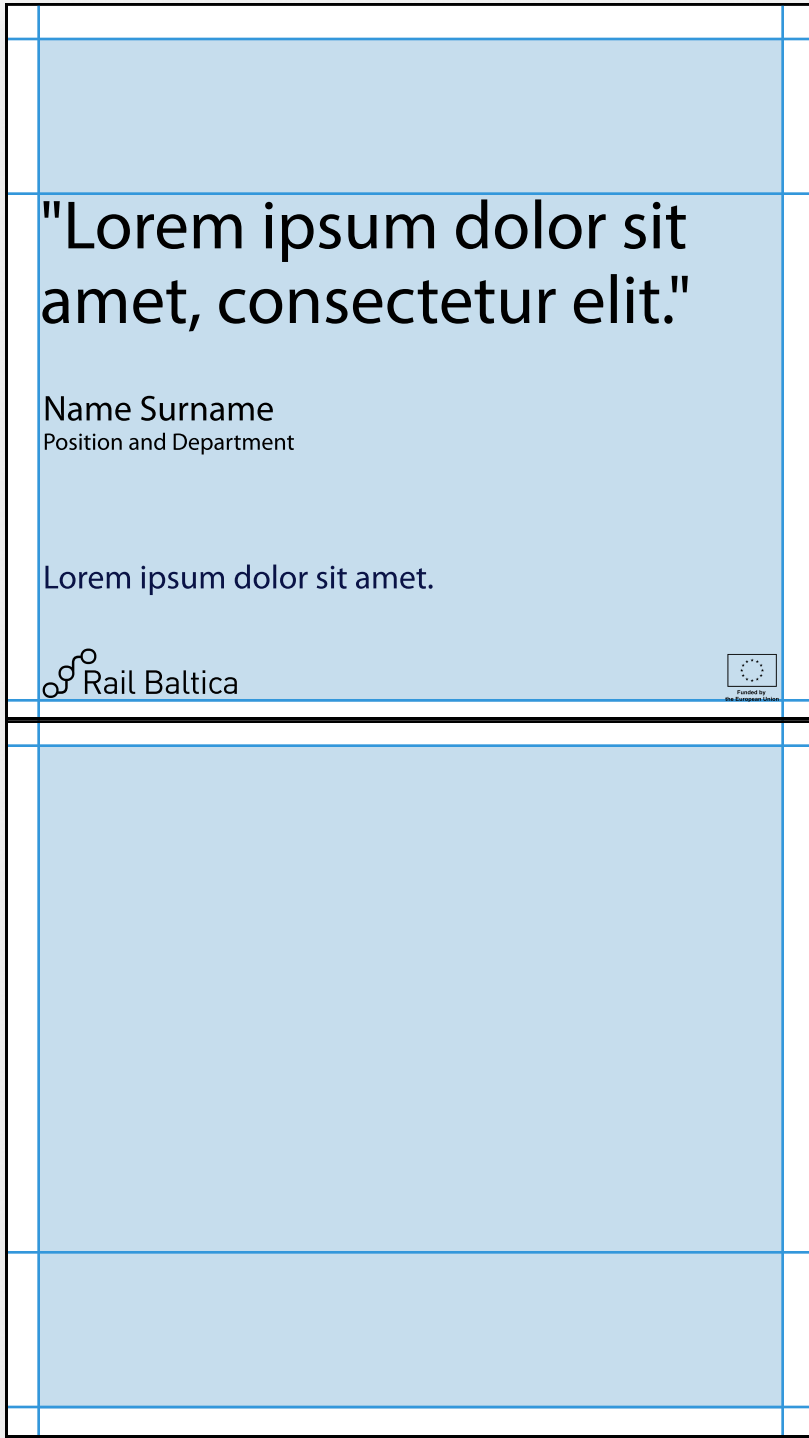 "Lorem ipsum dolor sit
amet, consectetur elit."
Name Surname
Position and Department
Lorem ipsum dolor sit amet.
Rail Baltica
Funded by
the European Union